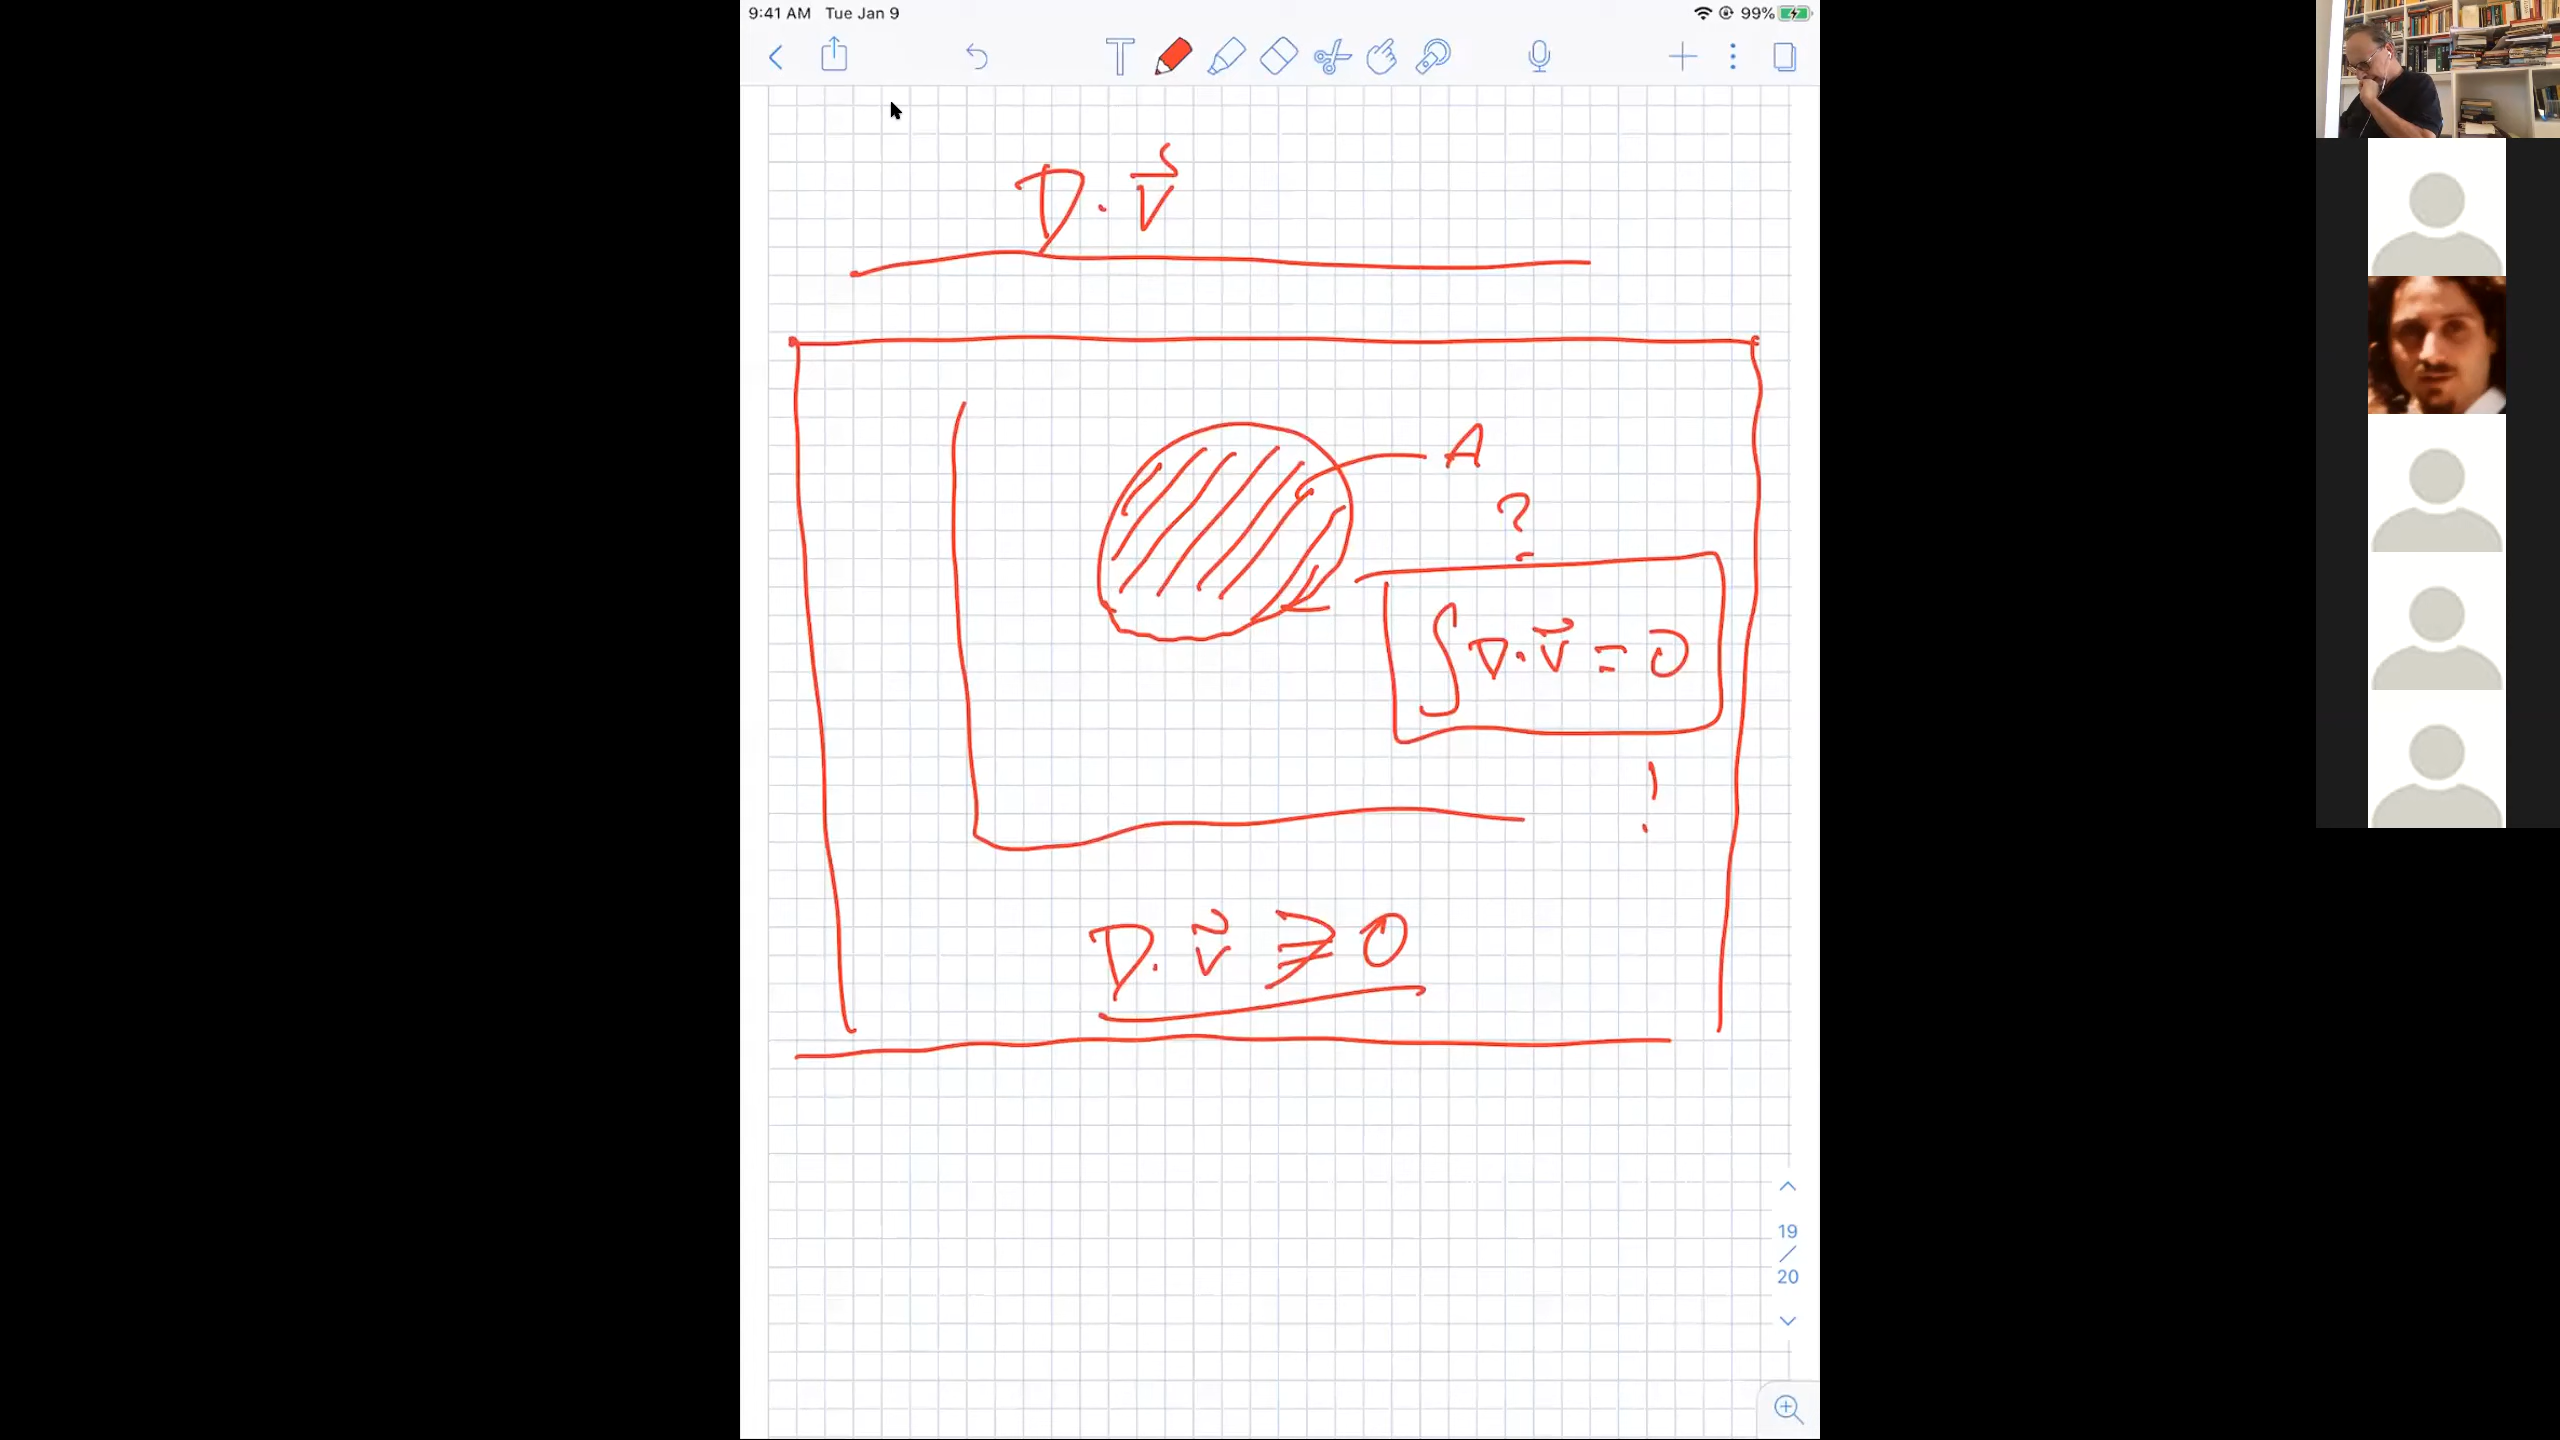 9:41 AM Tue Jan 9 99%
T
∇ · v⃗
A
?
∫ ∇ · v⃗ = 0
!
∇ · v⃗ ≥ 0
19
/
20